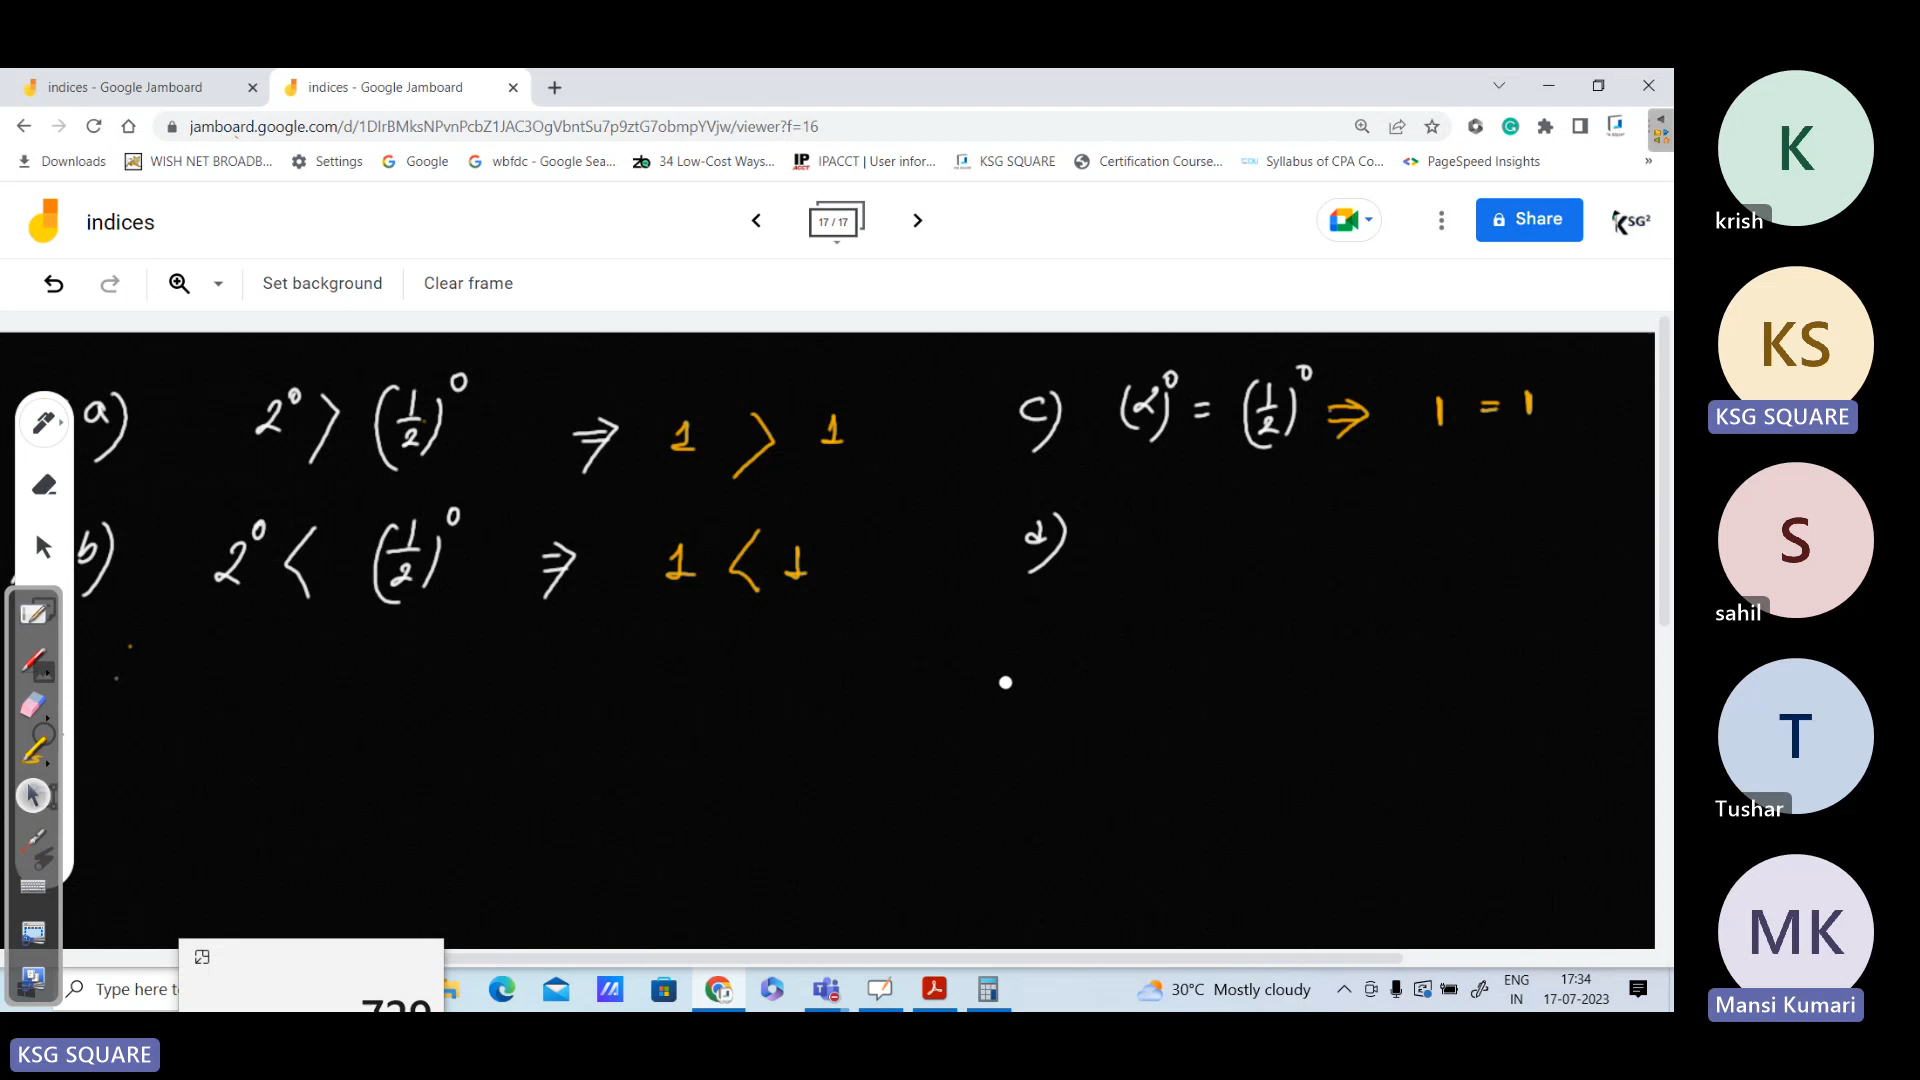 indices - Google Jamboard
indices - Google Jamboard
jamboard.google.com/d/1DIrBMksNPvnPcbZ1JAC3OgVbntSu7p9ztG7obmpYVjw/viewer?f=16
Downloads WISH NET BROADB... Settings Google wbfdc - Google Sea... 34 Low-Cost Ways... IPACCT | User infor... KSG SQUARE Certification Course... Syllabus of CPA Co... PageSpeed Insights »
indices
17 / 17
Share
KSG²
Set background Clear frame
a) 2⁰ > (1/2)⁰ ⇒ 1 > 1
b) 2⁰ < (1/2)⁰ ⇒ 1 < 1
c) (2)⁰ = (1/2)⁰ ⇒ 1 = 1
d)
Type here t
729
30°C Mostly cloudy
ENG
IN
17:34
17-07-2023
K
krish
KS
KSG SQUARE
S
sahil
T
Tushar
MK
Mansi Kumari
KSG SQUARE